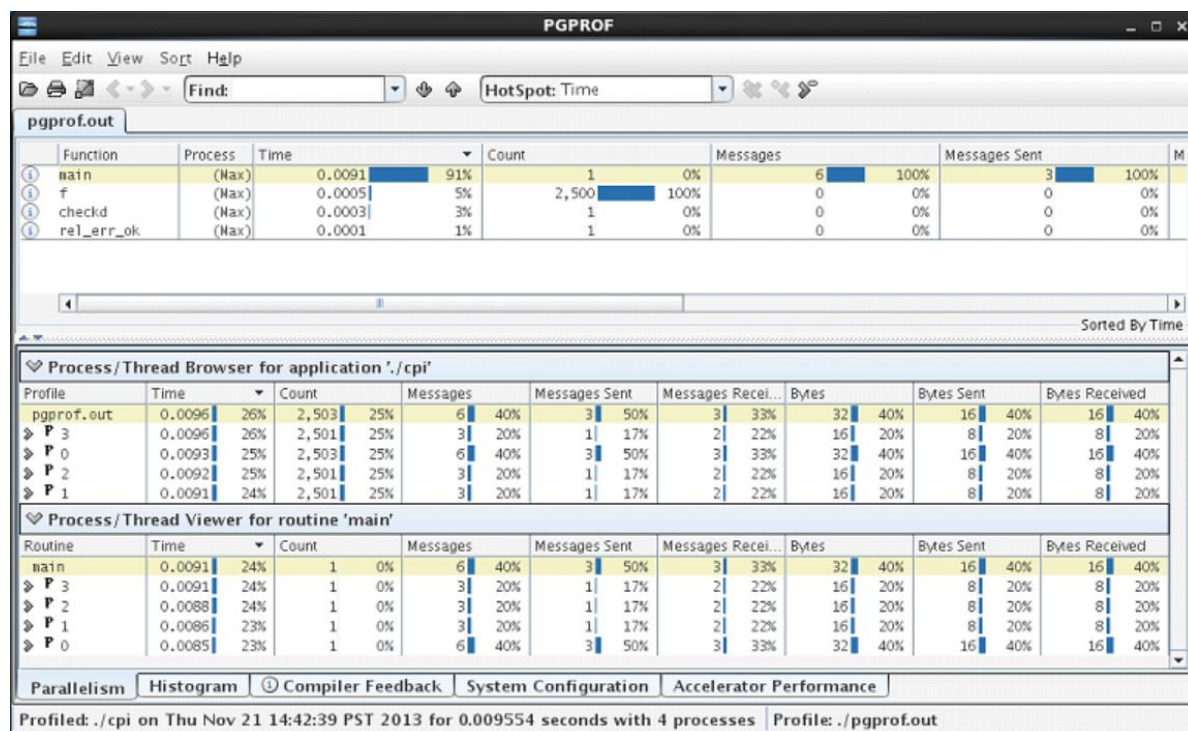 PGPROF
File Edit View Sort Help
Find: HotSpot: Time
pgprof.out
Function Process Time Count Messages Messages Sent M
main (Max) 0.0091 91% 1 0% 6 100% 3 100%
f (Max) 0.0005 5% 2,500 100% 0 0% 0 0%
checkd (Max) 0.0003 3% 1 0% 0 0% 0 0%
rel_err_ok (Max) 0.0001 1% 1 0% 0 0% 0 0%
Sorted By Time
Process/Thread Browser for application './cpi'
Profile Time Count Messages Messages Sent Messages Recei... Bytes Bytes Sent Bytes Received
pgprof.out 0.0096 26% 2,503 25% 6 40% 3 50% 3 33% 32 40% 16 40% 16 40%
P 3 0.0096 26% 2,501 25% 3 20% 1 17% 2 22% 16 20% 8 20% 8 20%
P 0 0.0093 25% 2,503 25% 6 40% 3 50% 3 33% 32 40% 16 40% 16 40%
P 2 0.0092 25% 2,501 25% 3 20% 1 17% 2 22% 16 20% 8 20% 8 20%
P 1 0.0091 24% 2,501 25% 3 20% 1 17% 2 22% 16 20% 8 20% 8 20%
Process/Thread Viewer for routine 'main'
Routine Time Count Messages Messages Sent Messages Recei... Bytes Bytes Sent Bytes Received
main 0.0091 24% 1 0% 6 40% 3 50% 3 33% 32 40% 16 40% 16 40%
P 3 0.0091 24% 1 0% 3 20% 1 17% 2 22% 16 20% 8 20% 8 20%
P 2 0.0088 24% 1 0% 3 20% 1 17% 2 22% 16 20% 8 20% 8 20%
P 1 0.0086 23% 1 0% 3 20% 1 17% 2 22% 16 20% 8 20% 8 20%
P 0 0.0085 23% 1 0% 6 40% 3 50% 3 33% 32 40% 16 40% 16 40%
Parallelism Histogram Compiler Feedback System Configuration Accelerator Performance
Profiled: ./cpi on Thu Nov 21 14:42:39 PST 2013 for 0.009554 seconds with 4 processes Profile: ./pgprof.out